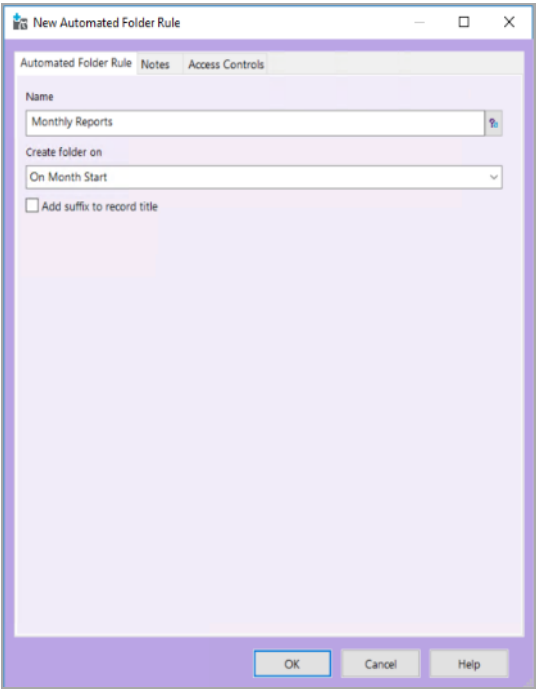 New Automated Folder Rule
Automated Folder Rule Notes Access Controls
Name
Monthly Reports
Create folder on
On Month Start
Add suffix to record title
OK Cancel Help